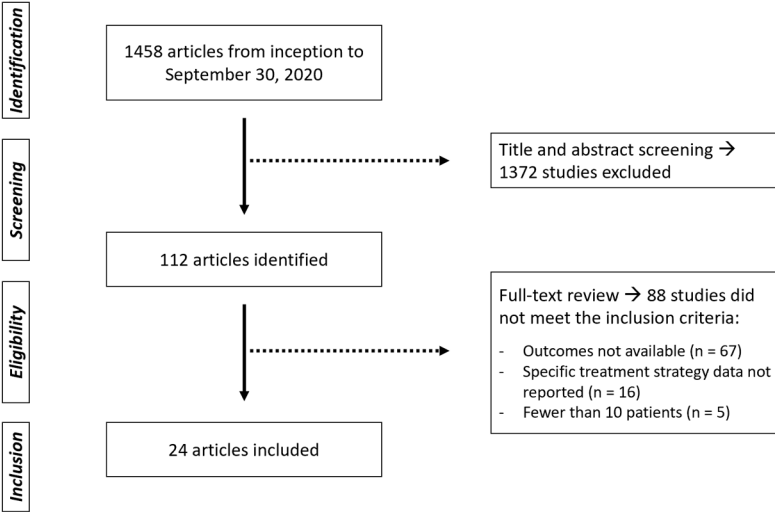 Identification
1458 articles from inception to
September 30, 2020
Screening
Title and abstract screening →
1372 studies excluded
112 articles identified
Eligibility
Full-text review → 88 studies did
not meet the inclusion criteria:
- Outcomes not available (n = 67)
- Specific treatment strategy data not
reported (n = 16)
- Fewer than 10 patients (n = 5)
Inclusion
24 articles included